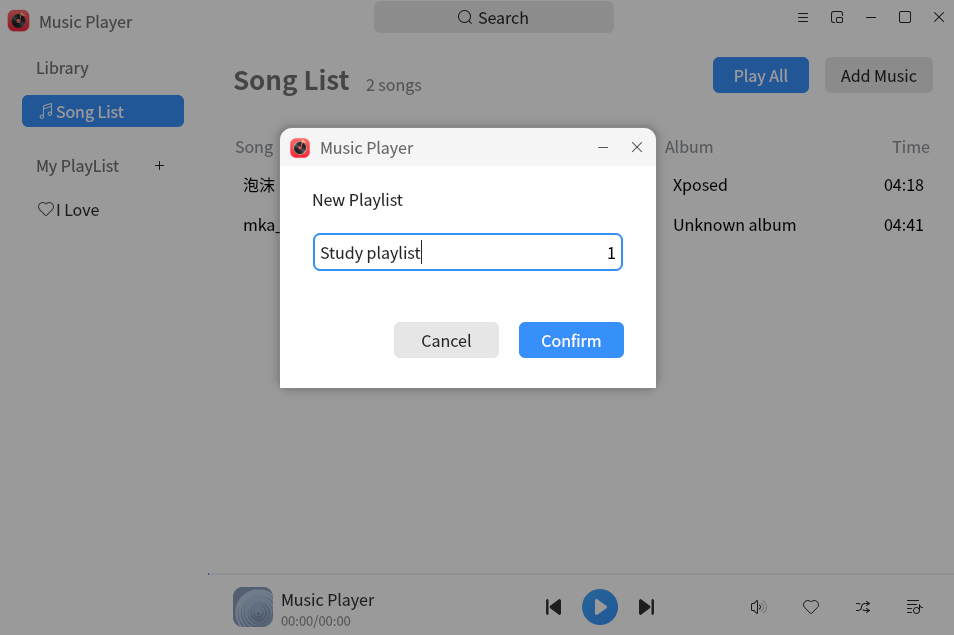 Music Player
Search
Library
Song List
My PlayList +
I Love
Song List 2 songs
Play All
Add Music
Song Album Time
泡沫 Xposed 04:18
mka_ Unknown album 04:41
Music Player
New Playlist
Study playlist 1
Cancel Confirm
Music Player
00:00/00:00